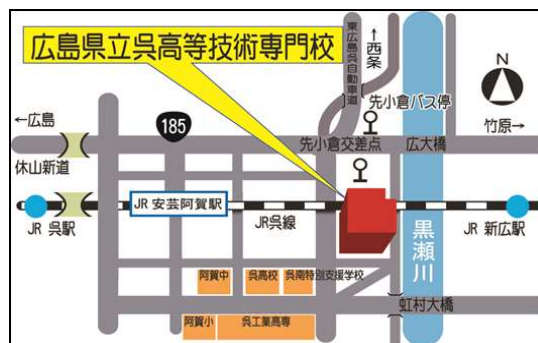 広島県立呉高等技術専門校
東広島呉自動車道
↑西条
N
先小倉バス停
←広島
185
先小倉交差点
広大橋
竹原→
休山新道
JR 安芸阿賀駅
JR 呉駅
JR呉線
黒瀬川
JR 新広駅
阿賀中
呉高校
呉南特別支援学校
虹村大橋
阿賀小
呉工業高専